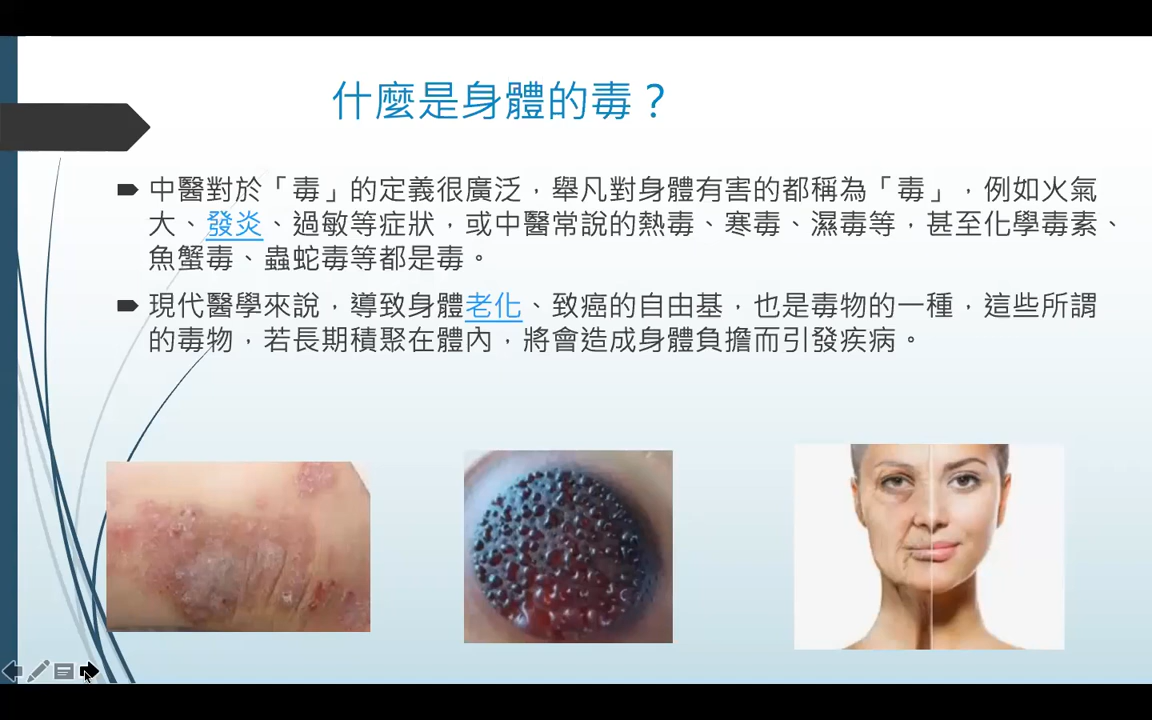 什麼是身體的毒？
中醫對於「毒」的定義很廣泛，舉凡對身體有害的都稱為「毒」，例如火氣
大、發炎、過敏等症狀，或中醫常說的熱毒、寒毒、濕毒等，甚至化學毒素、
魚蟹毒、蟲蛇毒等都是毒。
現代醫學來說，導致身體老化、致癌的自由基，也是毒物的一種，這些所謂
的毒物，若長期積聚在體內，將會造成身體負擔而引發疾病。